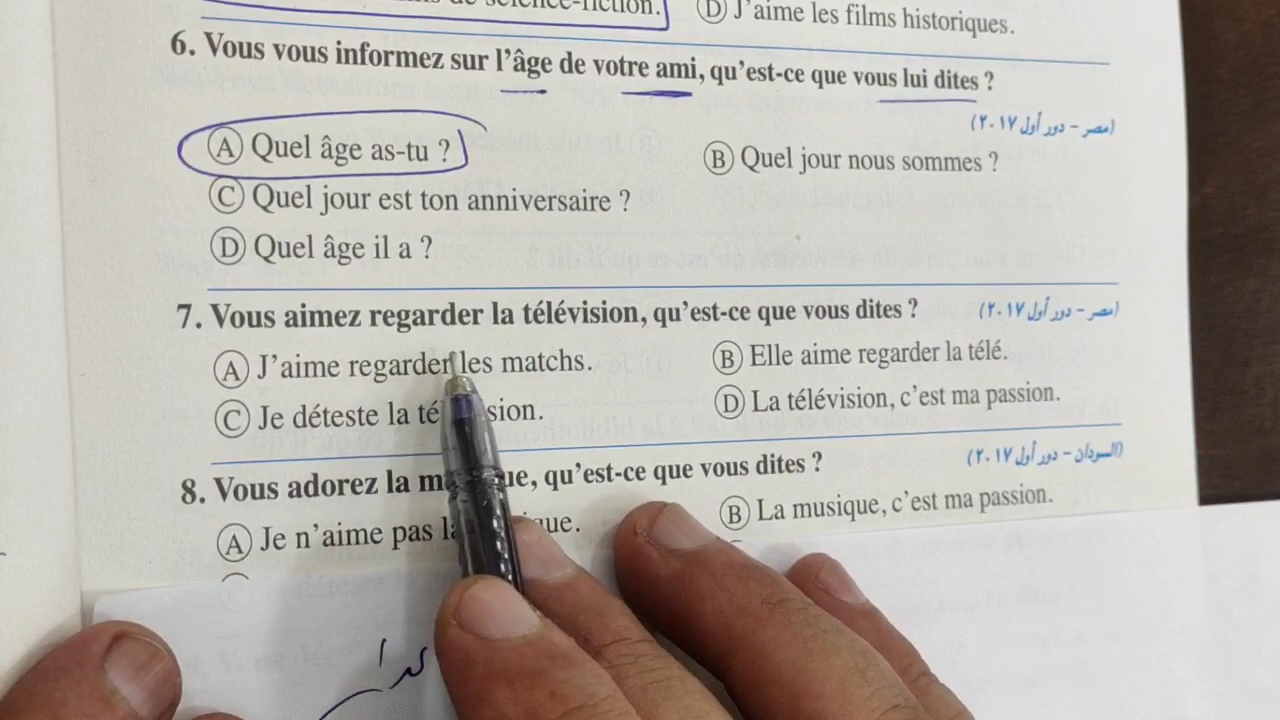 science-fiction. D J'aime les films historiques.
6. Vous vous informez sur l'âge de votre ami, qu'est-ce que vous lui dites ?
(مصر - دور أول ٢٠١٧)
A Quel âge as-tu ? B Quel jour nous sommes ?
C Quel jour est ton anniversaire ?
D Quel âge il a ?
7. Vous aimez regarder la télévision, qu'est-ce que vous dites ? (مصر - دور أول ٢٠١٧)
A J'aime regarder les matchs. B Elle aime regarder la télé.
C Je déteste la D La télévision, c'est ma passion.
8. Vous adorez la qu'est-ce que vous dites ? (السودان - دور أول ٢٠١٧)
A Je n'aime pas B La musique, c'est ma passion.